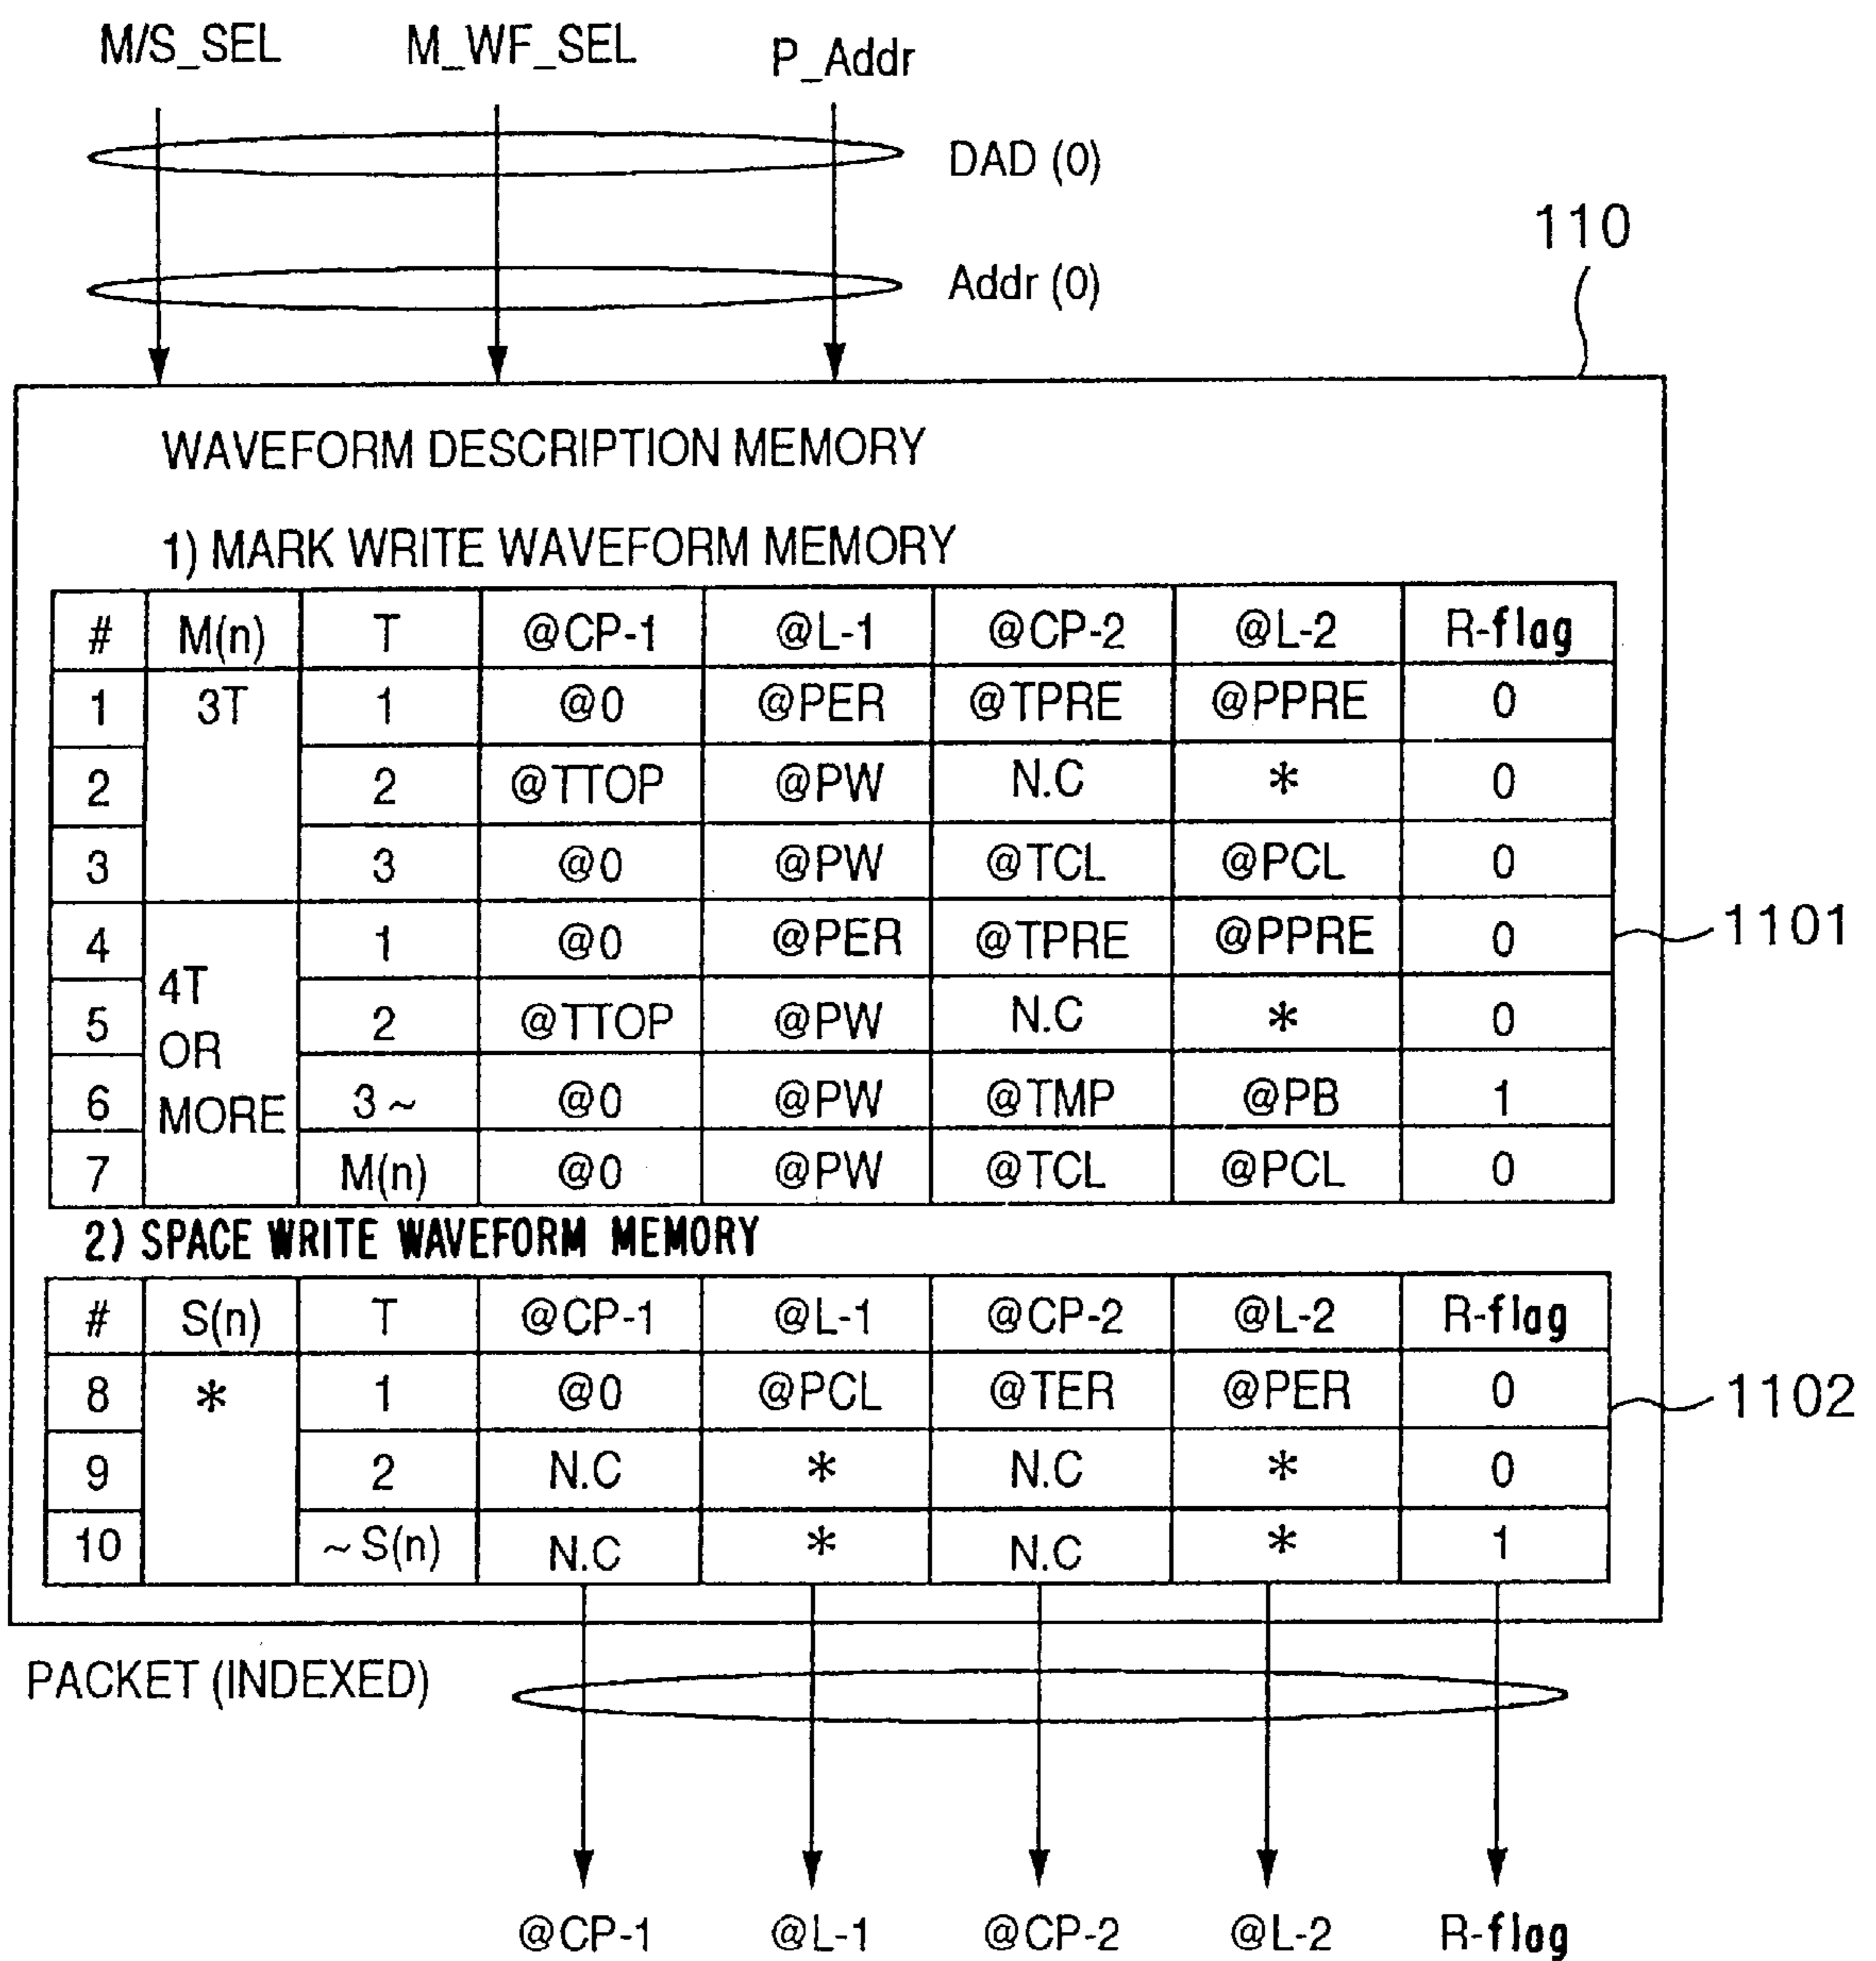 M/S_SEL M_WF_SEL P_Addr
DAD (0)
Addr (0)
110
WAVEFORM DESCRIPTION MEMORY
1) MARK WRITE WAVEFORM MEMORY
# M(n) T @CP-1 @L-1 @CP-2 @L-2 R-flag
1 3T 1 @0 @PER @TPRE @PPRE 0
2 2 @TTOP @PW N.C * 0
3 3 @0 @PW @TCL @PCL 0
4 4T OR MORE 1 @0 @PER @TPRE @PPRE 0
5 2 @TTOP @PW N.C * 0
6 3~ @0 @PW @TMP @PB 1
7 M(n) @0 @PW @TCL @PCL 0
1101
2) SPACE WRITE WAVEFORM MEMORY
# S(n) T @CP-1 @L-1 @CP-2 @L-2 R-flag
8 * 1 @0 @PCL @TER @PER 0
9 2 N.C * N.C * 0
10 ~S(n) N.C * N.C * 1
1102
PACKET (INDEXED)
@CP-1 @L-1 @CP-2 @L-2 R-flag